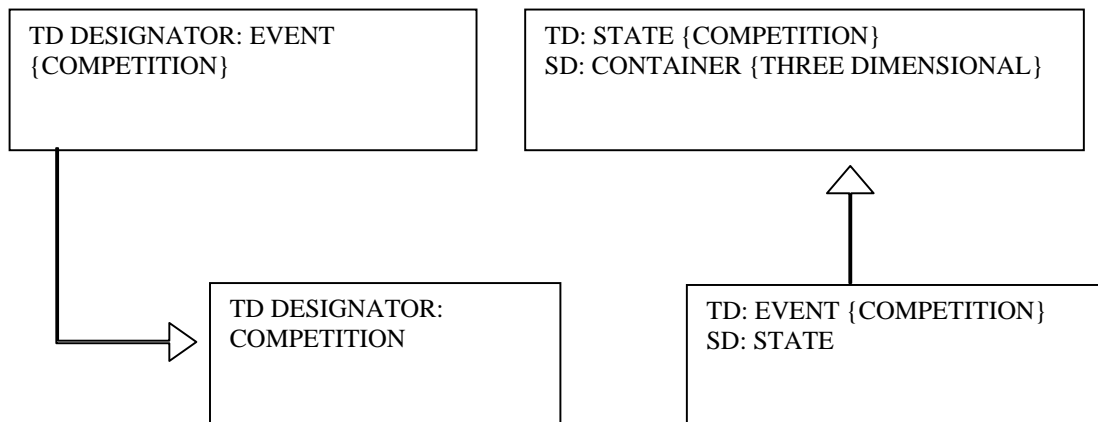 TD DESIGNATOR: EVENT
{COMPETITION}
TD: STATE {COMPETITION}
SD: CONTAINER {THREE DIMENSIONAL}
TD DESIGNATOR:
COMPETITION
TD: EVENT {COMPETITION}
SD: STATE